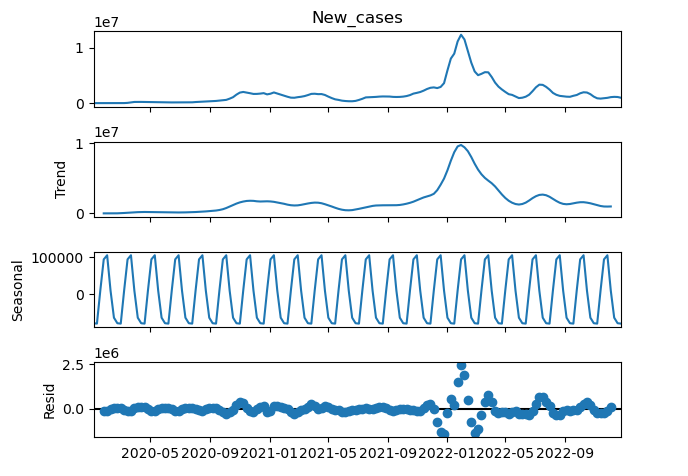 New_cases
1e7
1
0
1e7
1
Trend
0
100000
Seasonal
0
1e6
2.5
Resid
0.0
2020-05 2020-09 2021-01 2021-05 2021-09 2022-01 2022-05 2022-09